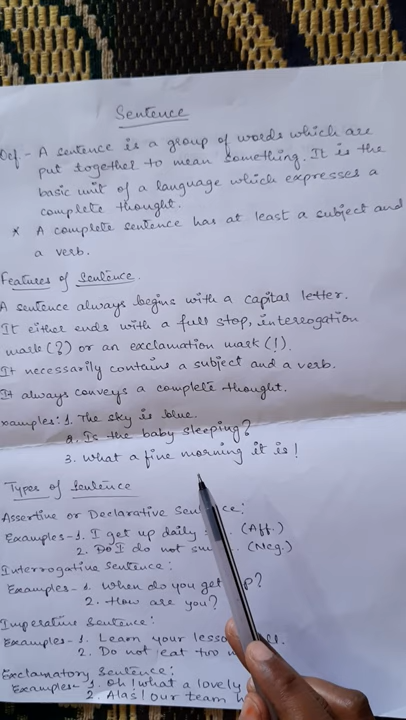 Sentence
Def - A sentence is a group of words which are
put together to mean something. It is the
basic unit of a language which expresses a
complete thought.
* A complete sentence has at least a subject and
a verb.
Features of Sentence.
A sentence always begins with a capital letter.
It either ends with a full stop, interrogation
mark (?) or an exclamation mark (!).
It necessarily contains a subject and a verb.
It always conveys a complete thought.
Examples: 1. The sky is blue.
2. Is the baby sleeping?
3. What a fine morning it is!
Types of Sentence
Assertive or Declarative Sentence:
Examples - 1. I get up daily (Aff.)
2. Do I do not (Neg.)
Interrogative Sentence:
Examples - 1. When do you get up?
2. How are you?
Imperative Sentence:
Examples - 1. Learn your
2. Do not eat too
Exclamatory Sentence:
Examples - 1. Oh! What a lovely
2. Alas! Our team